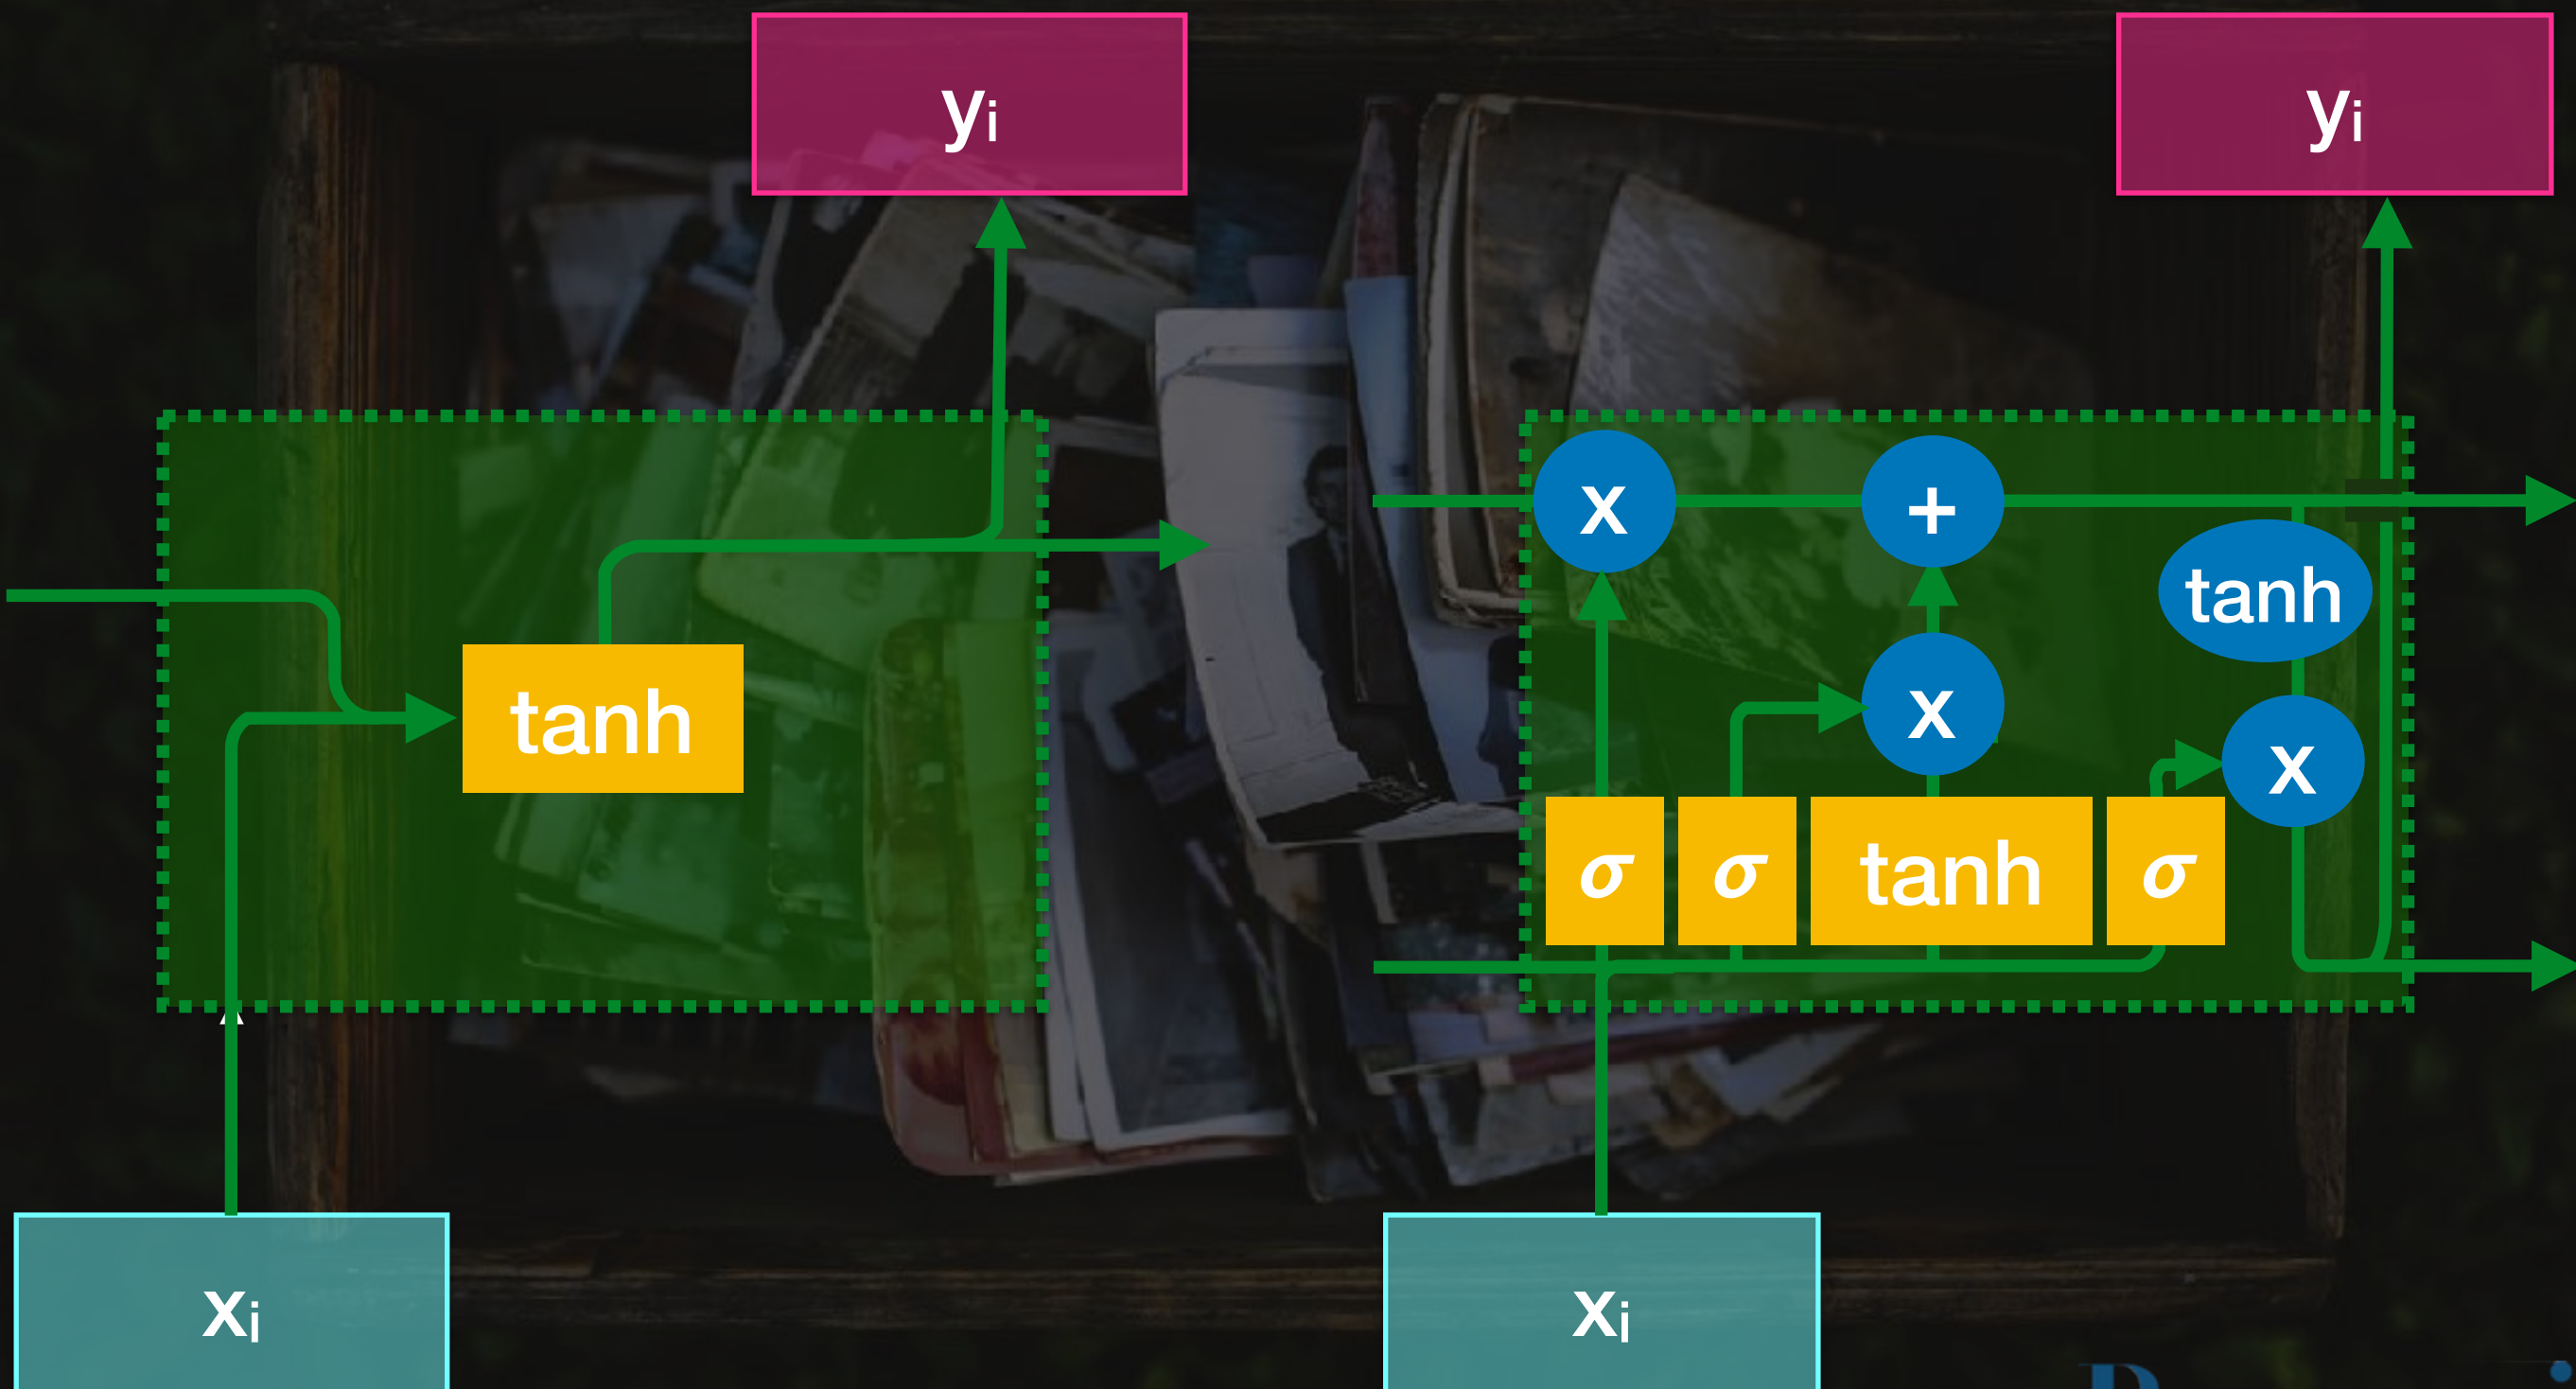 yi
yi
x
+
tanh
x
tanh
x
σ
σ
tanh
σ
xi
xi